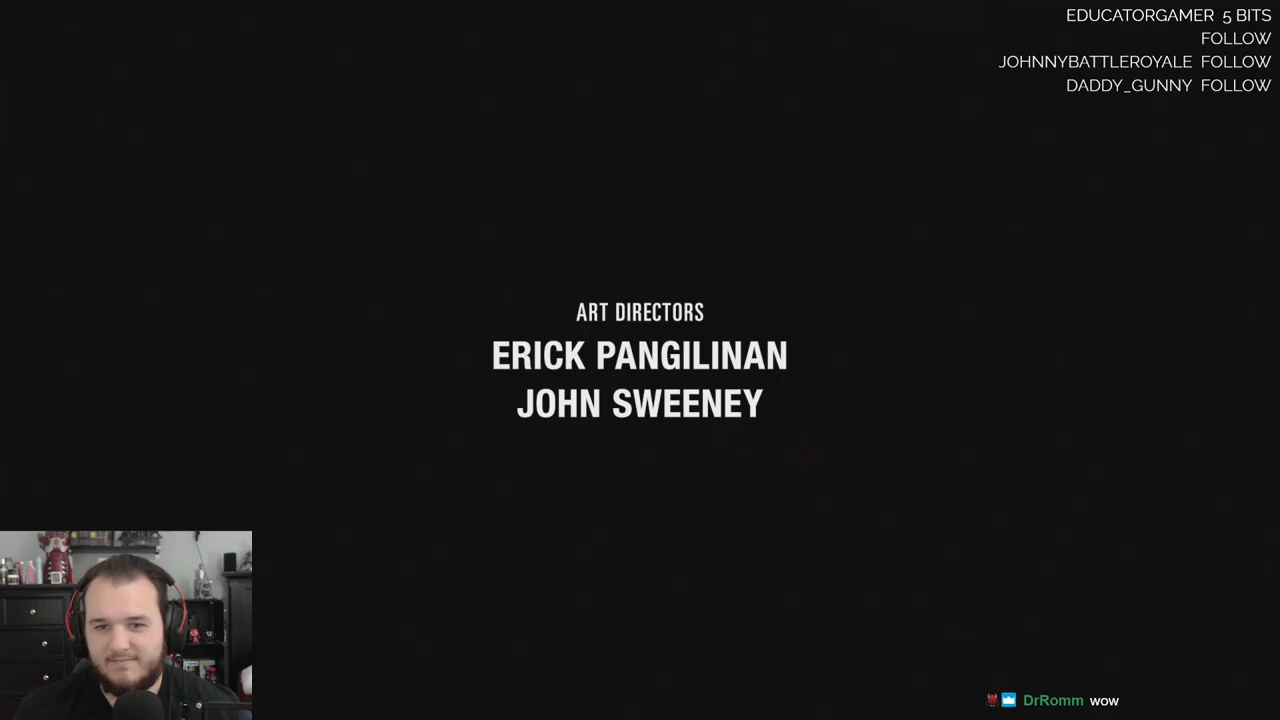 EDUCATORGAMER 5 BITS
FOLLOW
JOHNNYBATTLEROYALE FOLLOW
DADDY_GUNNY FOLLOW
ART DIRECTORS
ERICK PANGILINAN
JOHN SWEENEY
DrRomm wow